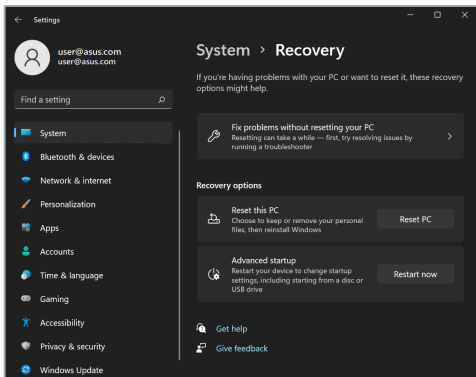 Settings
user@asus.com
user@asus.com
Find a setting
System
Bluetooth & devices
Network & internet
Personalization
Apps
Accounts
Time & language
Gaming
Accessibility
Privacy & security
Windows Update
System > Recovery
If you're having problems with your PC or want to reset it, these recovery
options might help.
Fix problems without resetting your PC
Resetting can take a while — first, try resolving issues by
running a troubleshooter
Recovery options
Reset this PC
Choose to keep or remove your personal
files, then reinstall Windows
Reset PC
Advanced startup
Restart your device to change startup
settings, including starting from a disc or
USB drive
Restart now
Get help
Give feedback